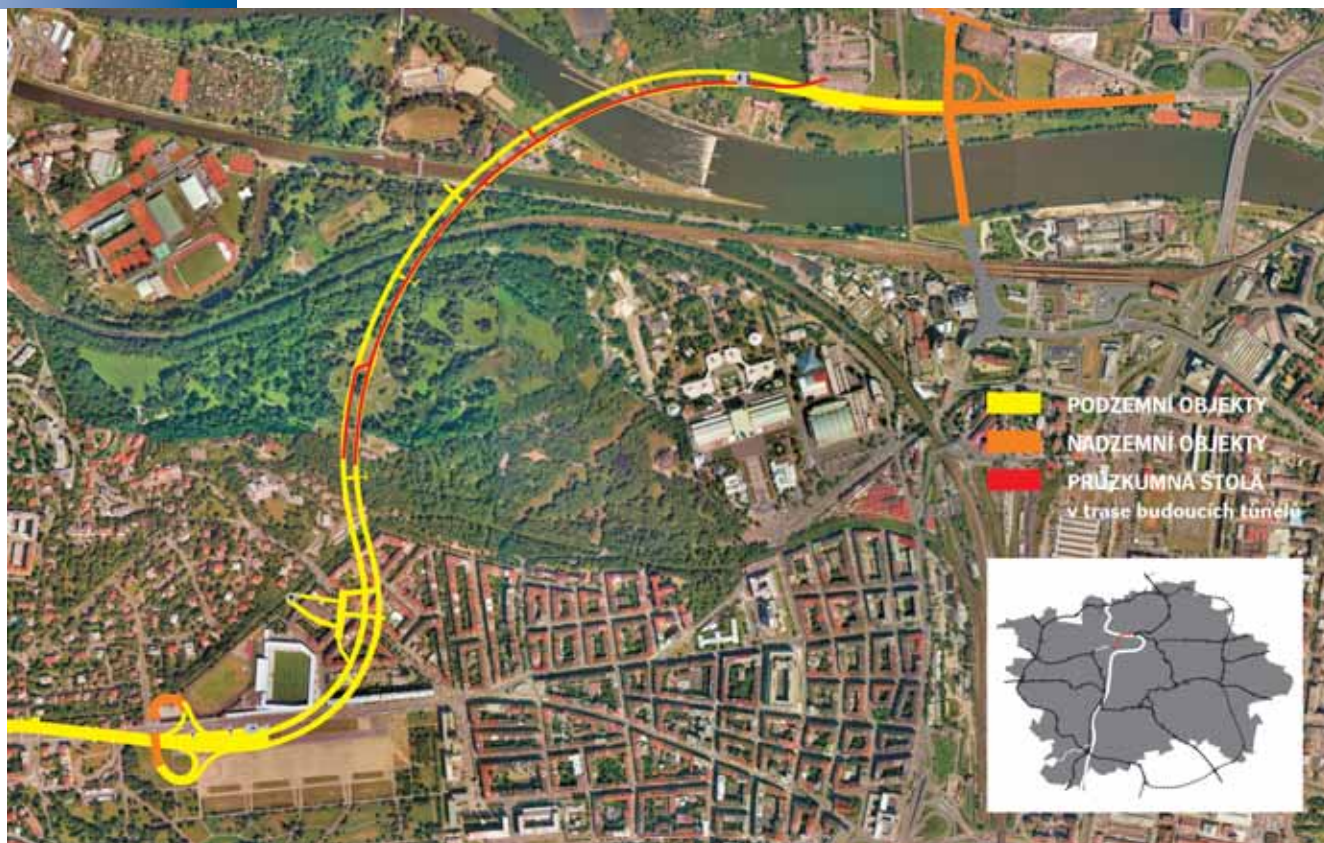 PODZEMNÍ OBJEKTY
NADZEMNÍ OBJEKTY
PRŮZKUMNÁ ŠTOLA
v trase budoucích tunelů